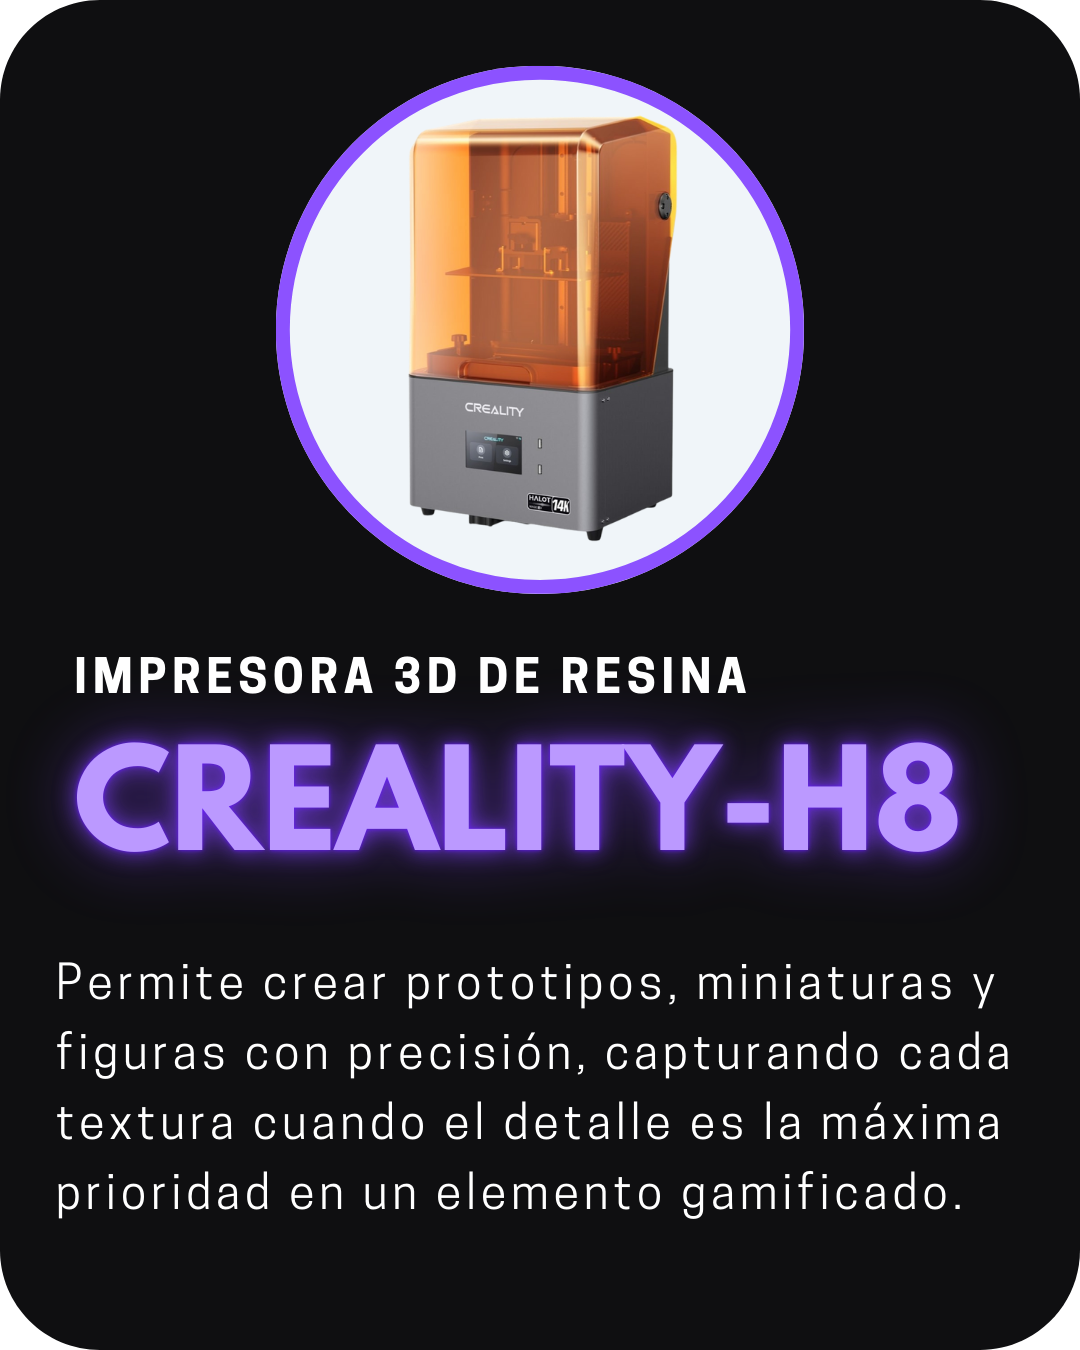 CREALITY
CREALITY
HALOT
14K
IMPRESORA 3D DE RESINA
CREALITY-H8
Permite crear prototipos, miniaturas y
figuras con precisión, capturando cada
textura cuando el detalle es la máxima
prioridad en un elemento gamificado.